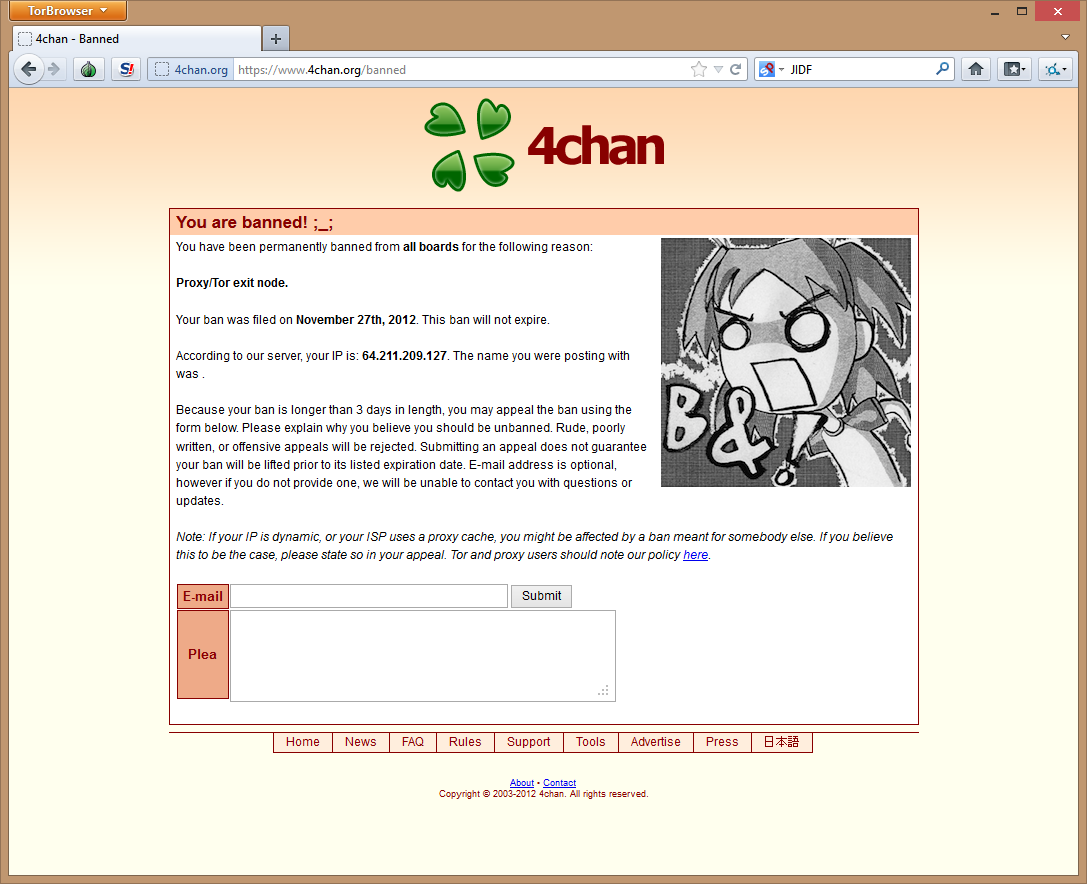 TorBrowser
4chan - Banned
4chan.org https://www.4chan.org/banned JIDF
4chan
You are banned! ;_;
You have been permanently banned from all boards for the following reason:
Proxy/Tor exit node.
Your ban was filed on November 27th, 2012. This ban will not expire.
According to our server, your IP is: 64.211.209.127. The name you were posting with
was .
Because your ban is longer than 3 days in length, you may appeal the ban using the
form below. Please explain why you believe you should be unbanned. Rude, poorly
written, or offensive appeals will be rejected. Submitting an appeal does not guarantee
your ban will be lifted prior to its listed expiration date. E-mail address is optional,
however if you do not provide one, we will be unable to contact you with questions or
updates.
B&!
Note: If your IP is dynamic, or your ISP uses a proxy cache, you might be affected by a ban meant for somebody else. If you believe
this to be the case, please state so in your appeal. Tor and proxy users should note our policy here.
E-mail Submit
Plea
Home News FAQ Rules Support Tools Advertise Press 日本語
About • Contact
Copyright © 2003-2012 4chan. All rights reserved.